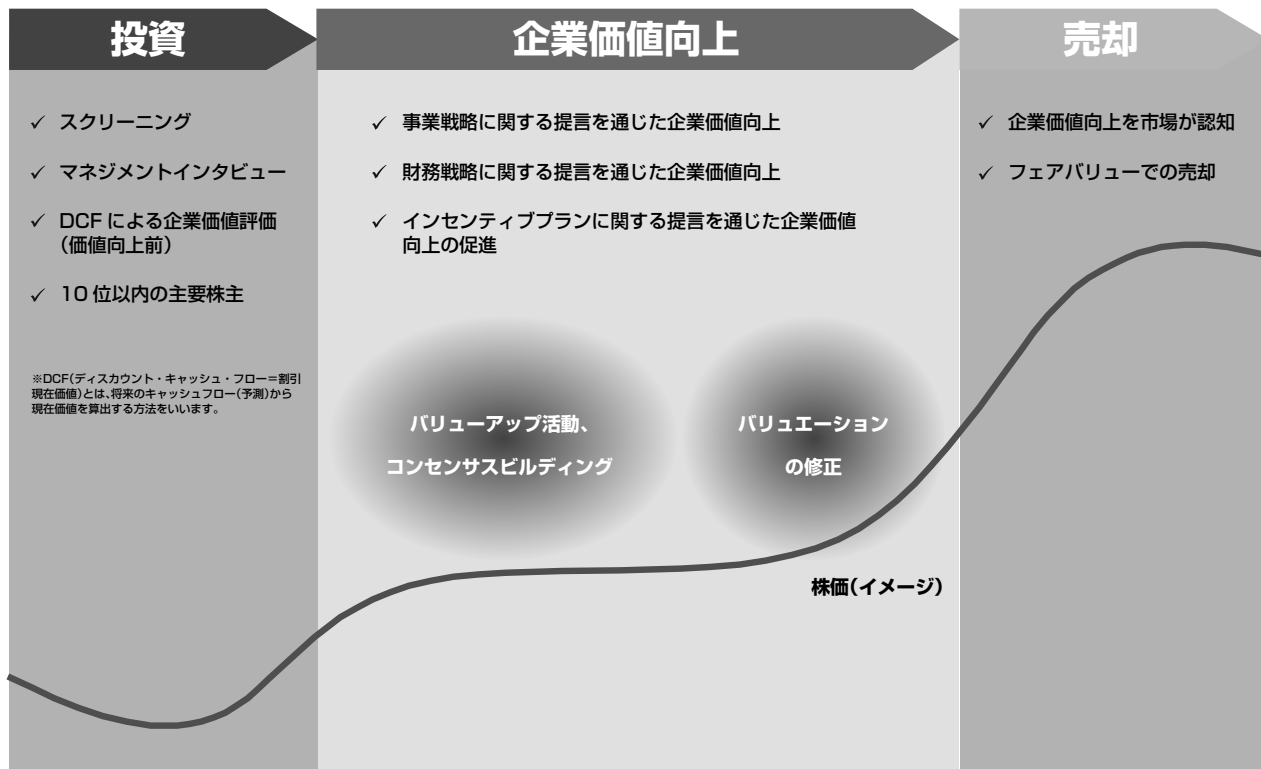 投資
企業価値向上
売却
✓ スクリーニング
✓ マネジメントインタビュー
✓ DCFによる企業価値評価
（価値向上前）
✓ 10位以内の主要株主
※DCF（ディスカウント・キャッシュ・フロー＝割引
現在価値）とは、将来のキャッシュフロー（予測）から
現在価値を算出する方法をいいます。
✓ 事業戦略に関する提言を通じた企業価値向上
✓ 財務戦略に関する提言を通じた企業価値向上
✓ インセンティブプランに関する提言を通じた企業価値
向上の促進
バリューアップ活動、
コンセンサスビルディング
バリュエーション
の修正
株価（イメージ）
✓ 企業価値向上を市場が認知
✓ フェアバリューでの売却